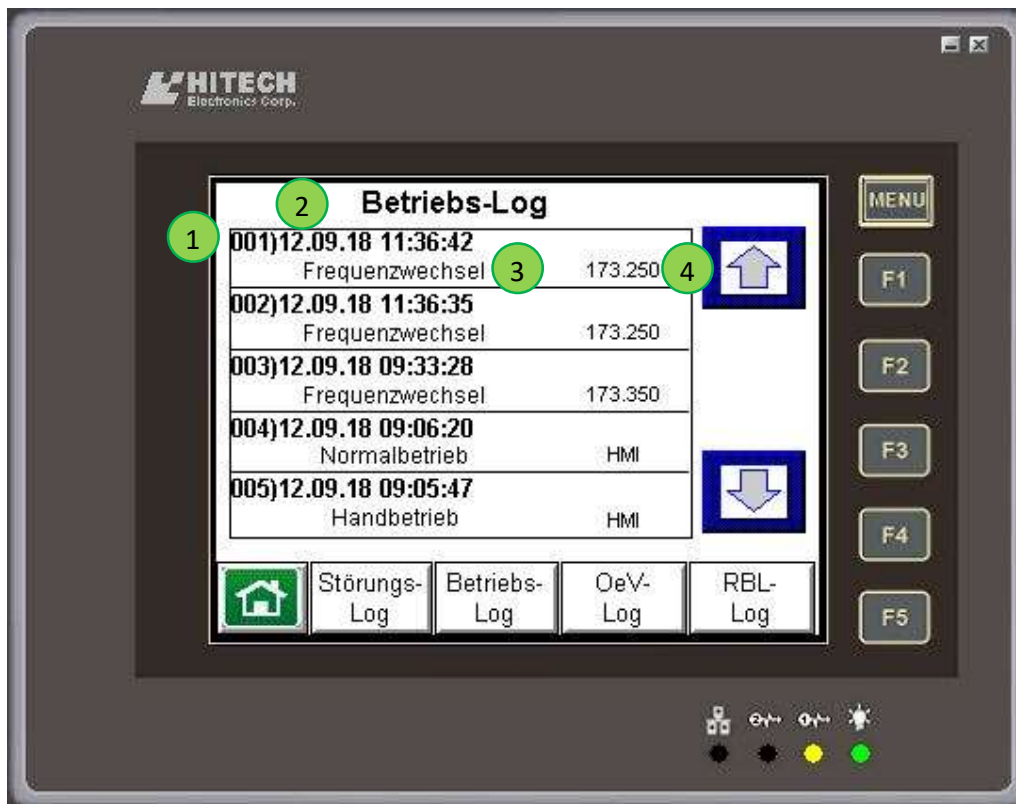 HITECH
Electronics Corp.
Betriebs-Log
MENU
1
2
3
4
001)12.09.18 11:36:42
Frequenzwechsel 173.250
002)12.09.18 11:36:35
Frequenzwechsel 173.250
003)12.09.18 09:33:28
Frequenzwechsel 173.350
004)12.09.18 09:06:20
Normalbetrieb HMI
005)12.09.18 09:05:47
Handbetrieb HMI
F1
F2
F3
F4
F5
Störungs-
Log
Betriebs-
Log
OeV-
Log
RBL-
Log